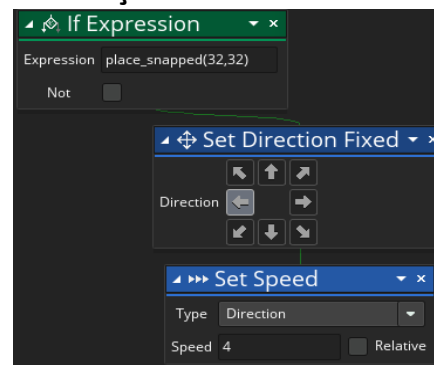 If Expression
Expression place_snapped(32,32)
Not
Set Direction Fixed
Direction
Set Speed
Type Direction
Speed 4 Relative